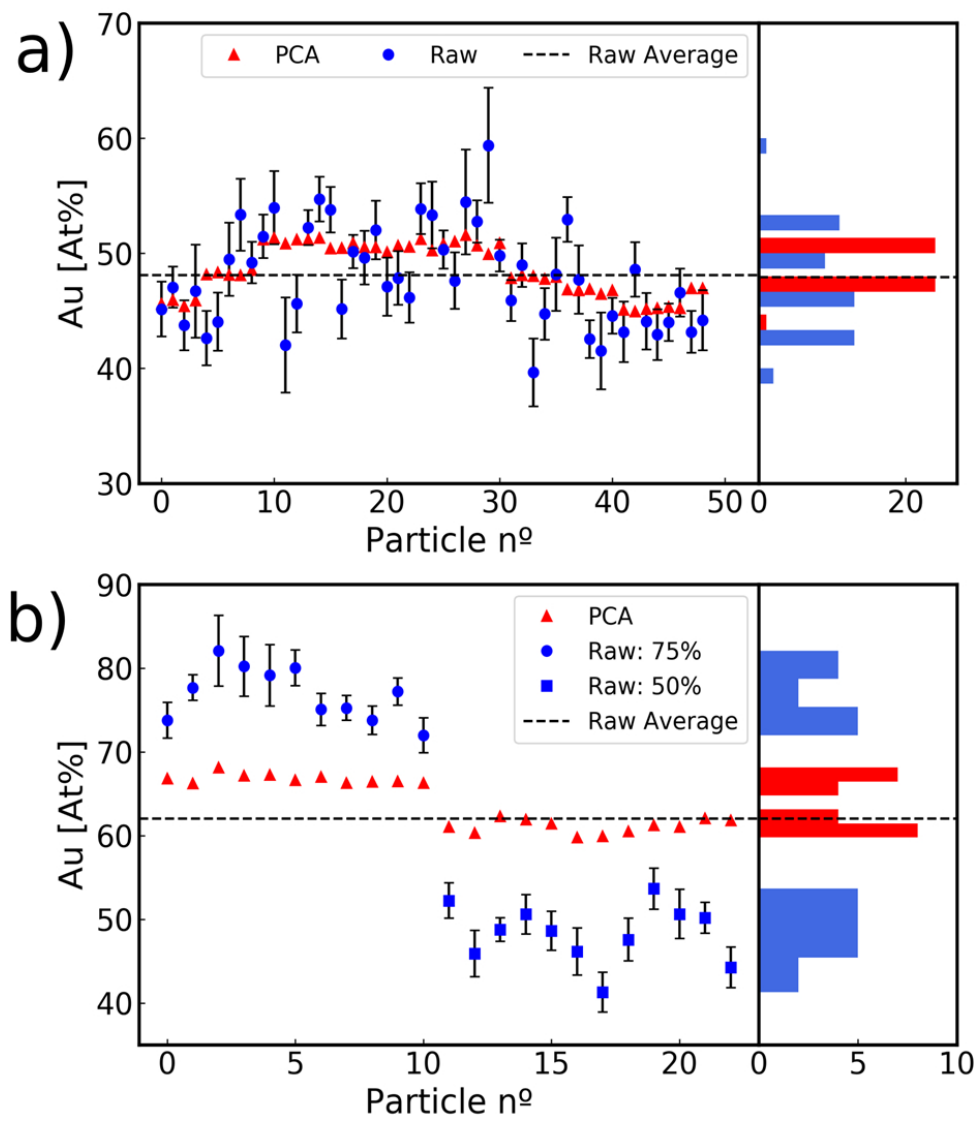 a)
70
60
50
40
30
Au [At%]
PCA
Raw
Raw Average
0 10 20 30 40 50
0 20
Particle nº
b)
90
80
70
60
50
40
Au [At%]
PCA
Raw: 75%
Raw: 50%
Raw Average
0 5 10 15 20
0 5 10
Particle nº